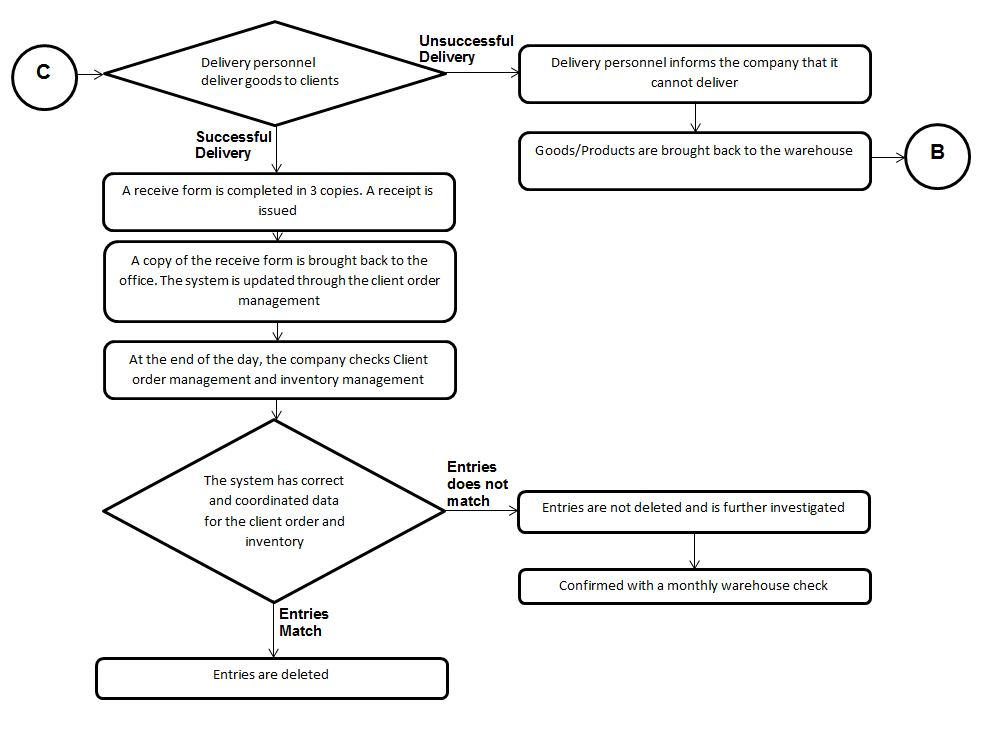 C
Delivery personnel
deliver goods to clients
Unsuccessful
Delivery
Delivery personnel informs the company that it
cannot deliver
Goods/Products are brought back to the warehouse
B
Successful
Delivery
A receive form is completed in 3 copies. A receipt is
issued
A copy of the receive form is brought back to the
office. The system is updated through the client order
management
At the end of the day, the company checks Client
order management and inventory management
The system has correct
and coordinated data
for the client order and
inventory
Entries
does not
match
Entries are not deleted and is further investigated
Confirmed with a monthly warehouse check
Entries
Match
Entries are deleted